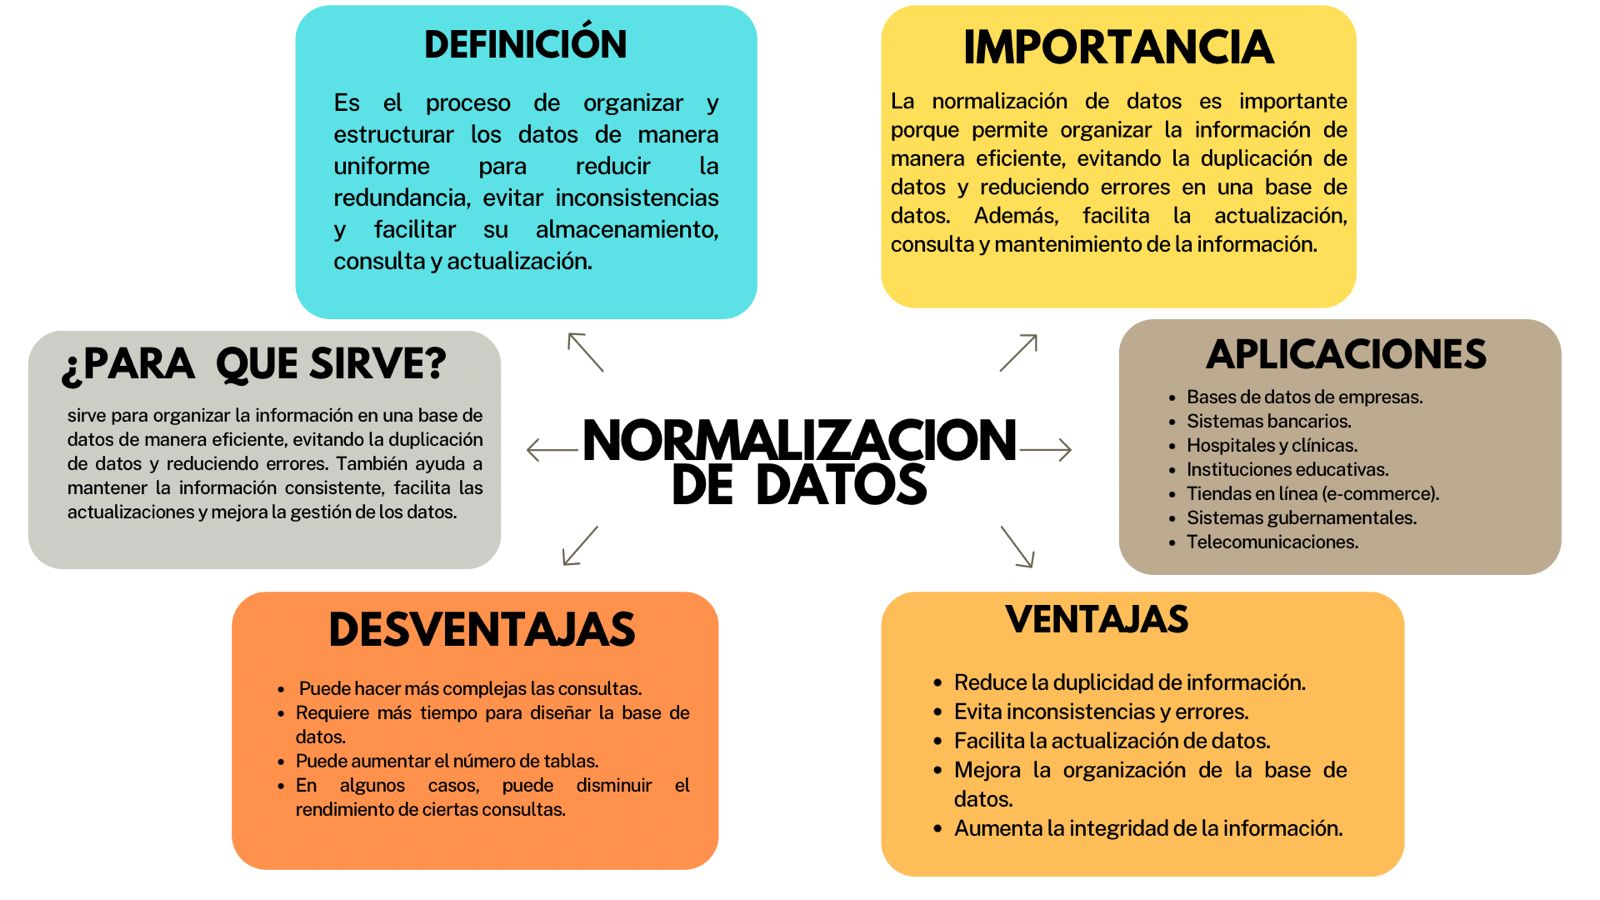 DEFINICIÓN
Es el proceso de organizar y
estructurar los datos de manera
uniforme para reducir la
redundancia, evitar inconsistencias
y facilitar su almacenamiento,
consulta y actualización.
IMPORTANCIA
La normalización de datos es importante
porque permite organizar la información de
manera eficiente, evitando la duplicación de
datos y reduciendo errores en una base de
datos. Además, facilita la actualización,
consulta y mantenimiento de la información.
¿PARA QUE SIRVE?
sirve para organizar la información en una base de
datos de manera eficiente, evitando la duplicación
de datos y reduciendo errores. También ayuda a
mantener la información consistente, facilita las
actualizaciones y mejora la gestión de los datos.
NORMALIZACION
DE DATOS
APLICACIONES
• Bases de datos de empresas.
• Sistemas bancarios.
• Hospitales y clínicas.
• Instituciones educativas.
• Tiendas en línea (e-commerce).
• Sistemas gubernamentales.
• Telecomunicaciones.
DESVENTAJAS
• Puede hacer más complejas las consultas.
• Requiere más tiempo para diseñar la base de
datos.
• Puede aumentar el número de tablas.
• En algunos casos, puede disminuir el
rendimiento de ciertas consultas.
VENTAJAS
• Reduce la duplicidad de información.
• Evita inconsistencias y errores.
• Facilita la actualización de datos.
• Mejora la organización de la base de
datos.
• Aumenta la integridad de la información.